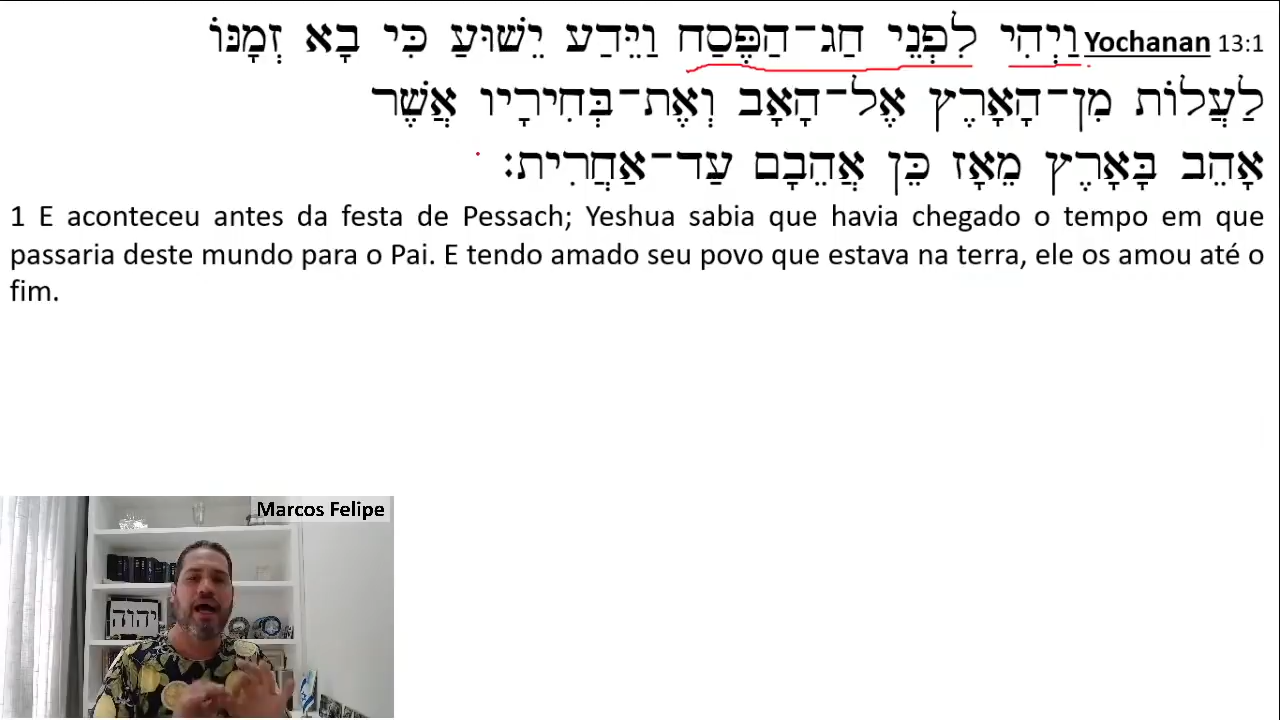 Yochanan 13:1 וַיְהִי לִפְנֵי חַג־הַפֶּסַח וַיֵּדַע יֵשׁוּעַ כִּי בָא זְמַנּוֹ
לַעֲלוֹת מִן־הָאָרֶץ אֶל־הָאָב וְאֶת־בְּחִירָיו אֲשֶׁר
אָהֵב בָּאָרֶץ מֵאָז כֵּן אֲהֵבָם עַד־אַחֲרִית׃
1 E aconteceu antes da festa de Pessach; Yeshua sabia que havia chegado o tempo em que
passaria deste mundo para o Pai. E tendo amado seu povo que estava na terra, ele os amou até o
fim.
Marcos Felipe
יהוה